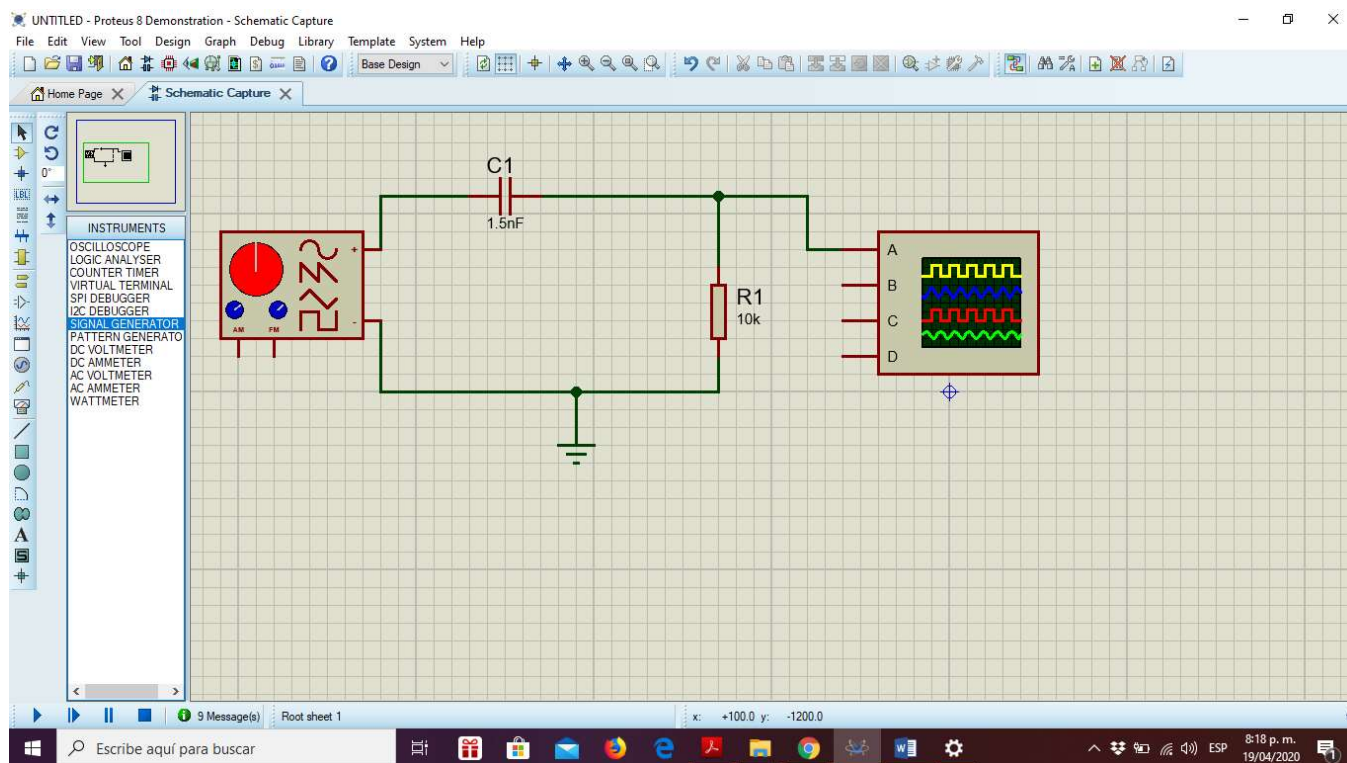 UNTITLED - Proteus 8 Demonstration - Schematic Capture
File Edit View Tool Design Graph Debug Library Template System Help
Base Design
Home Page
Schematic Capture
0°
LBL
INSTRUMENTS
OSCILLOSCOPE
LOGIC ANALYSER
COUNTER TIMER
VIRTUAL TERMINAL
SPI DEBUGGER
I2C DEBUGGER
SIGNAL GENERATOR
PATTERN GENERATO
DC VOLTMETER
DC AMMETER
AC VOLTMETER
AC AMMETER
WATTMETER
A
S
C1
1.5nF
+
-
AM FM
R1
10k
A
B
C
D
9 Message(s) Root sheet 1 x: +100.0 y: -1200.0
Escribe aquí para buscar
ESP
8:18 p. m.
19/04/2020
1